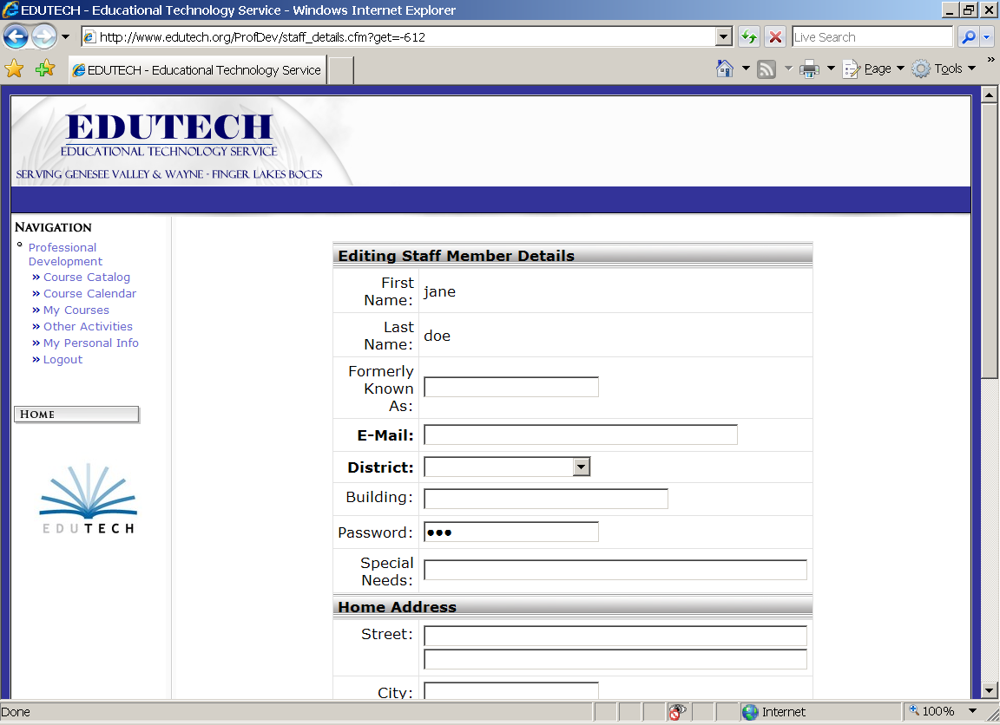 EDUTECH - Educational Technology Service - Windows Internet Explorer
http://www.edutech.org/ProfDev/staff_details.cfm?get=-612
Live Search
EDUTECH - Educational Technology Service
Page
Tools
»
EDUTECH
EDUCATIONAL TECHNOLOGY SERVICE
SERVING GENESEE VALLEY & WAYNE - FINGER LAKES BOCES
NAVIGATION
Professional
Development
» Course Catalog
» Course Calendar
» My Courses
» Other Activities
» My Personal Info
» Logout
HOME
EDUTECH
Editing Staff Member Details
First
Name:
jane
Last
Name:
doe
Formerly
Known
As:
E-Mail:
District:
Building:
Password: ●●●
Special
Needs:
Home Address
Street:
City:
Done
Internet
100%